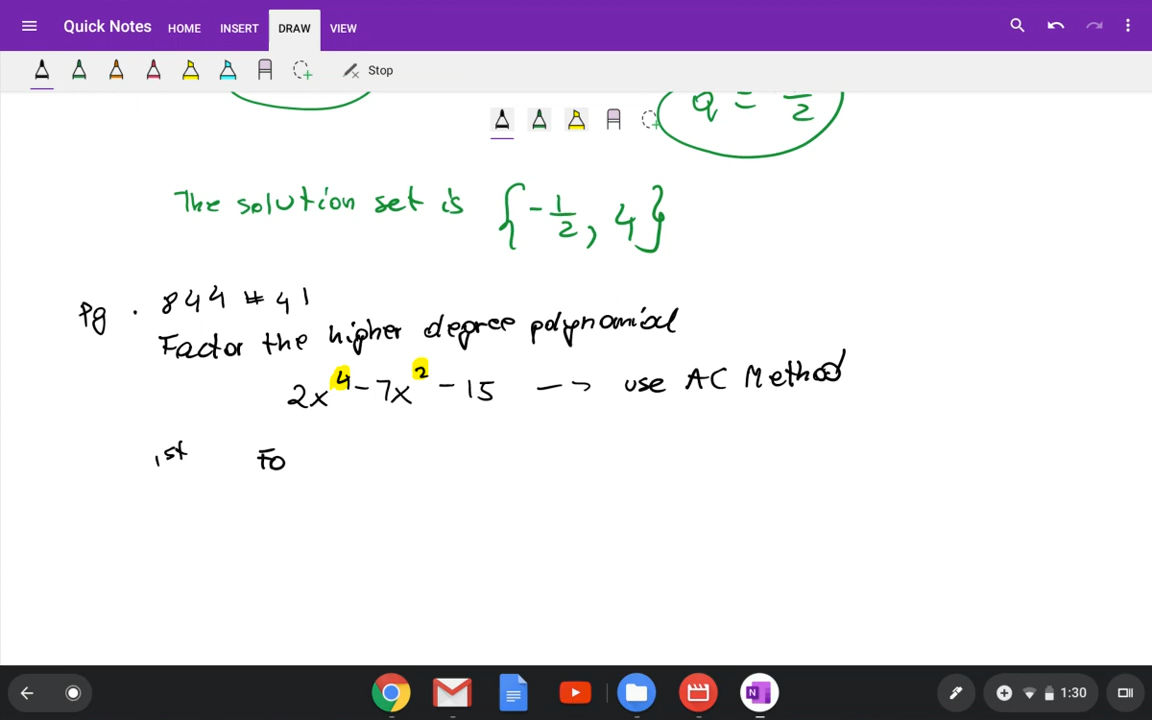 Quick Notes HOME INSERT DRAW VIEW
Stop
q = 2
The solution set is {-1/2, 4}
Pg. 844 # 41
Factor the higher degree polynomial
2x⁴ - 7x² - 15 --> use AC Method
1st Fo
1:30